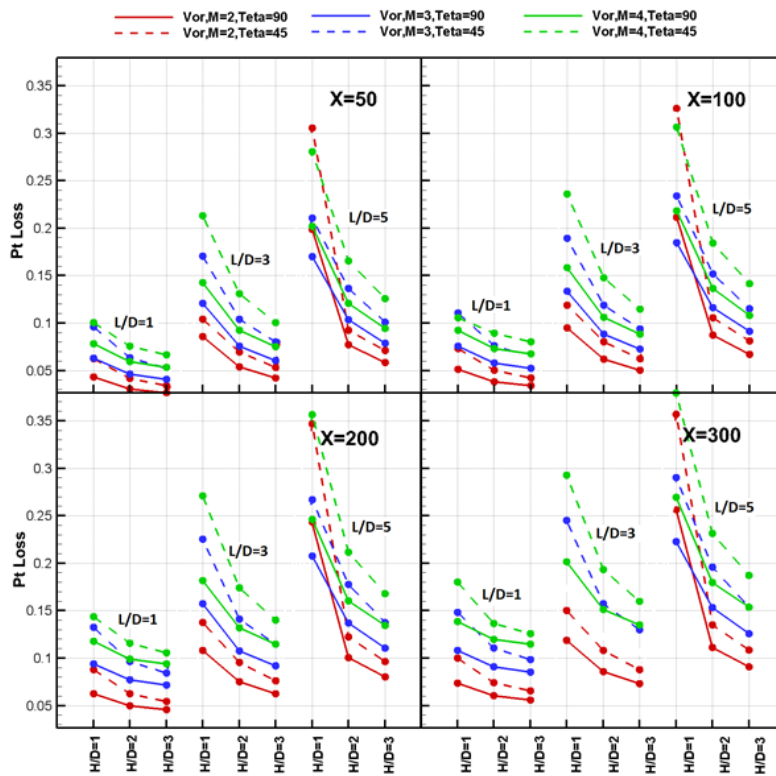 Vor,M=2,Teta=90 Vor,M=3,Teta=90 Vor,M=4,Teta=90
Vor,M=2,Teta=45 Vor,M=3,Teta=45 Vor,M=4,Teta=45
0.35
X=50 X=100
0.3
0.25
L/D=5 L/D=5
Pt Loss
0.2
L/D=3 L/D=3
0.15
0.1
L/D=1 L/D=1
0.05
0.35
X=200 X=300
0.3
0.25
L/D=5 L/D=5
L/D=3 L/D=3
Pt Loss
0.2
0.15
L/D=1 L/D=1
0.1
0.05
H/D=1 H/D=2 H/D=3 H/D=1 H/D=2 H/D=3 H/D=1 H/D=2 H/D=3 H/D=1 H/D=2 H/D=3 H/D=1 H/D=2 H/D=3 H/D=1 H/D=2 H/D=3